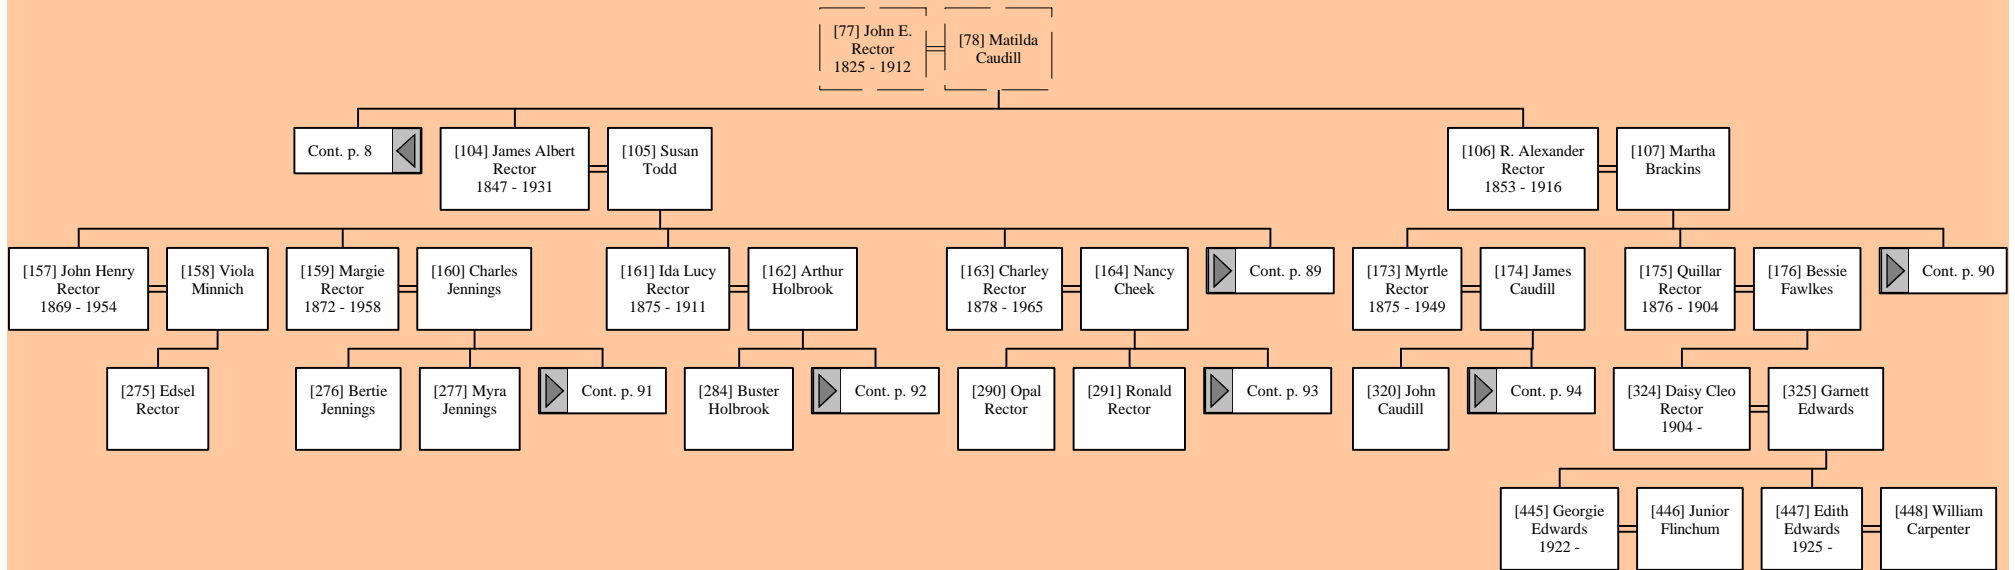 [77] John E.
Rector
1825 - 1912
[78] Matilda
Caudill
Cont. p. 8
[104] James Albert
Rector
1847 - 1931
[105] Susan
Todd
[106] R. Alexander
Rector
1853 - 1916
[107] Martha
Brackins
[157] John Henry
Rector
1869 - 1954
[158] Viola
Minnich
[159] Margie
Rector
1872 - 1958
[160] Charles
Jennings
[161] Ida Lucy
Rector
1875 - 1911
[162] Arthur
Holbrook
[163] Charley
Rector
1878 - 1965
[164] Nancy
Cheek
Cont. p. 89
[173] Myrtle
Rector
1875 - 1949
[174] James
Caudill
[175] Quillar
Rector
1876 - 1904
[176] Bessie
Fawlkes
Cont. p. 90
[275] Edsel
Rector
[276] Bertie
Jennings
[277] Myra
Jennings
Cont. p. 91
[284] Buster
Holbrook
Cont. p. 92
[290] Opal
Rector
[291] Ronald
Rector
Cont. p. 93
[320] John
Caudill
Cont. p. 94
[324] Daisy Cleo
Rector
1904 -
[325] Garnett
Edwards
[445] Georgie
Edwards
1922 -
[446] Junior
Flinchum
[447] Edith
Edwards
1925 -
[448] William
Carpenter